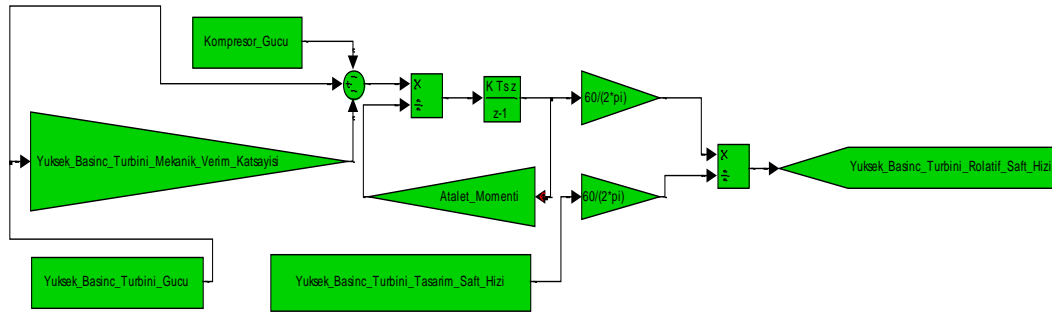 Kompresor_Gucu
X
÷
K Ts z
z-1
60/(2*pi)
Yuksek_Basinc_Turbini_Mekanik_Verim_Katsayisi
Atalet_Momenti
60/(2*pi)
X
÷
Yuksek_Basinc_Turbini_Rolatif_Saft_Hizi
Yuksek_Basinc_Turbini_Gucu
Yuksek_Basinc_Turbini_Tasarim_Saft_Hizi